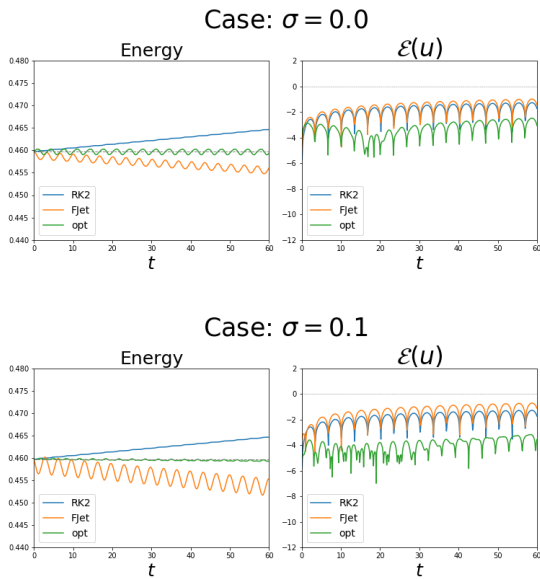 Case: σ = 0.0
Energy
0.480
0.475
0.470
0.465
0.460
0.455
0.450
0.445
0.440
RK2
FJet
opt
0 10 20 30 40 50 60
t
ℰ(u)
2
0
−2
−4
−6
−8
−10
−12
RK2
FJet
opt
0 10 20 30 40 50 60
t
Case: σ = 0.1
Energy
0.480
0.475
0.470
0.465
0.460
0.455
0.450
0.445
0.440
RK2
FJet
opt
0 10 20 30 40 50 60
t
ℰ(u)
2
0
−2
−4
−6
−8
−10
−12
RK2
FJet
opt
0 10 20 30 40 50 60
t